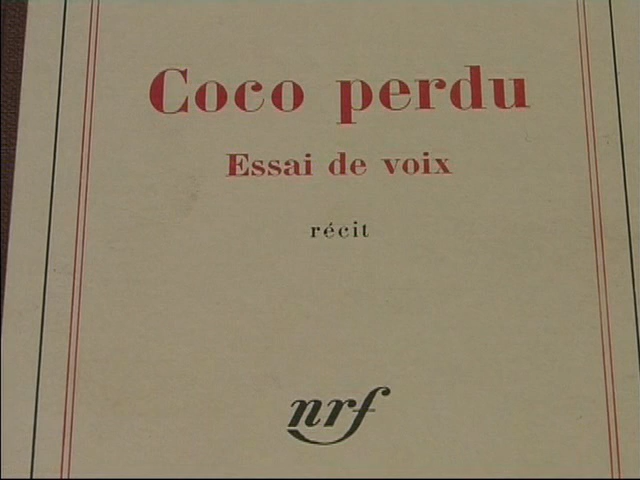 Coco perdu
Essai de voix
récit
nrf